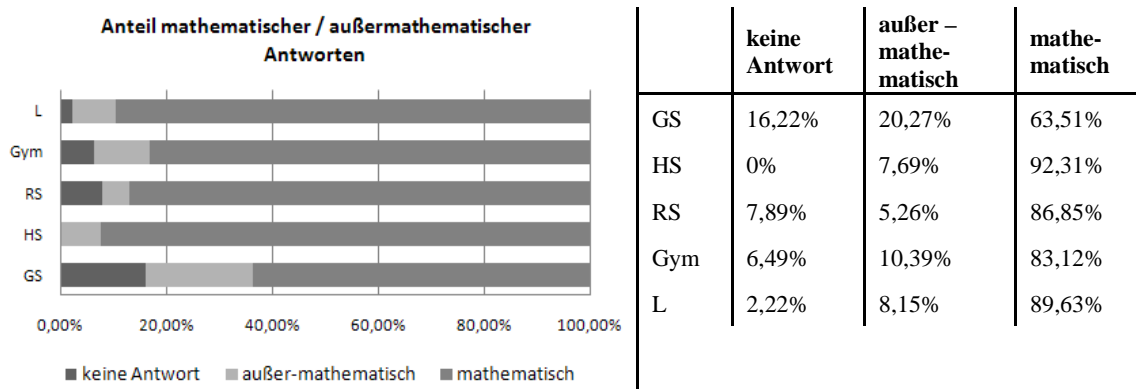 Anteil mathematischer / außermathematischer
Antworten
L
Gym
RS
HS
GS
0,00% 20,00% 40,00% 60,00% 80,00% 100,00%
keine Antwort außer-mathematisch mathematisch
keine
Antwort
außer –
mathe-
matisch
mathe-
matisch
GS 16,22% 20,27% 63,51%
HS 0% 7,69% 92,31%
RS 7,89% 5,26% 86,85%
Gym 6,49% 10,39% 83,12%
L 2,22% 8,15% 89,63%